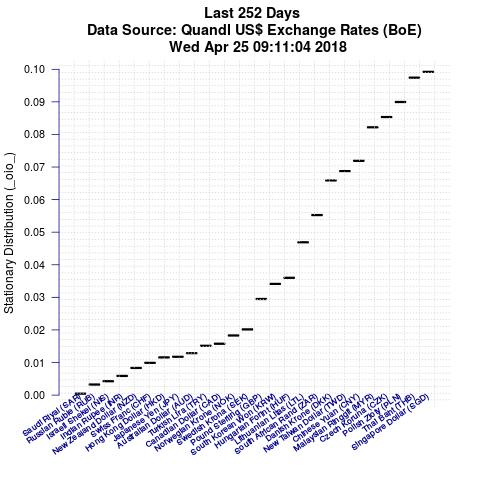 Last 252 Days
Data Source: Quandl US$ Exchange Rates (BoE)
Wed Apr 25 09:11:04 2018
Stationary Distribution (_oio_)
0.10
0.09
0.08
0.07
0.06
0.05
0.04
0.03
0.02
0.01
0.00
Saudi Riyal (SAR)
Russian Ruble (RUB)
Israeli Shekel (NIS)
Indian Rupee (INR)
New Zealand Dollar (NZD)
Swiss Franc (CHF)
Hong Kong Dollar (HKD)
Japanese Yen (JPY)
Australian Dollar (AUD)
Turkish Lira (TRY)
Canadian Dollar (CAD)
Norwegian Krone (NOK)
Swedish Krona (SEK)
Pound Sterling (GBP)
South Korean Won (KRW)
Hungarian Forint (HUF)
Lithuanian Litas (LTL)
South African Rand (ZAR)
Danish Krone (DKK)
New Taiwan Dollar (TWD)
Chinese Yuan (CNY)
Malaysian Ringgit (MYR)
Czech Koruna (CZK)
Polish Zloty (PLN)
Thai Baht (THB)
Singapore Dollar (SGD)